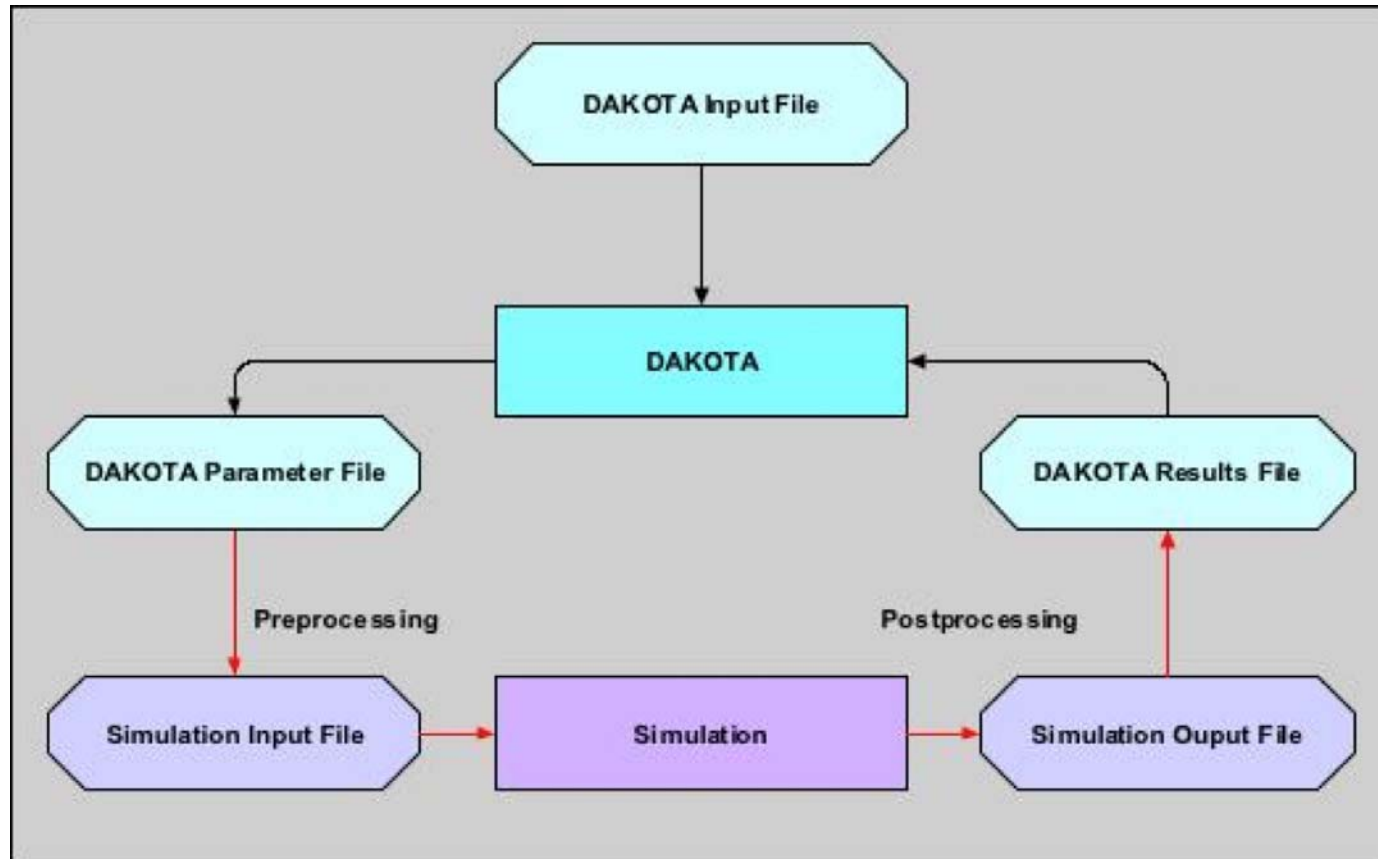 DAKOTA Input File
DAKOTA
DAKOTA Parameter File
DAKOTA Results File
Preprocessing
Postprocessing
Simulation Input File
Simulation
Simulation Ouput File